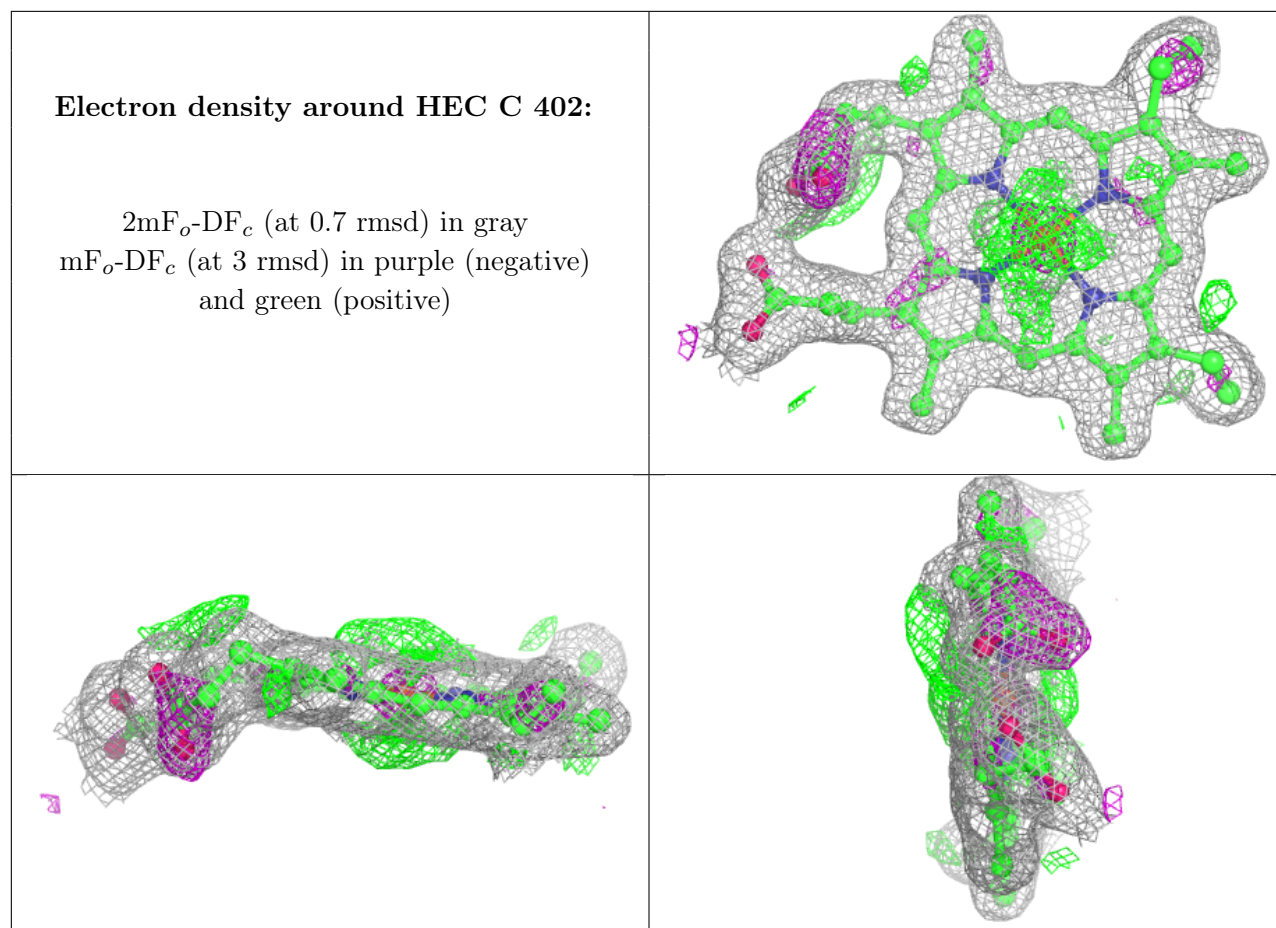 Electron density around HEC C 402:
2mFₒ-DF𝒸 (at 0.7 rmsd) in gray
mFₒ-DF𝒸 (at 3 rmsd) in purple (negative)
and green (positive)